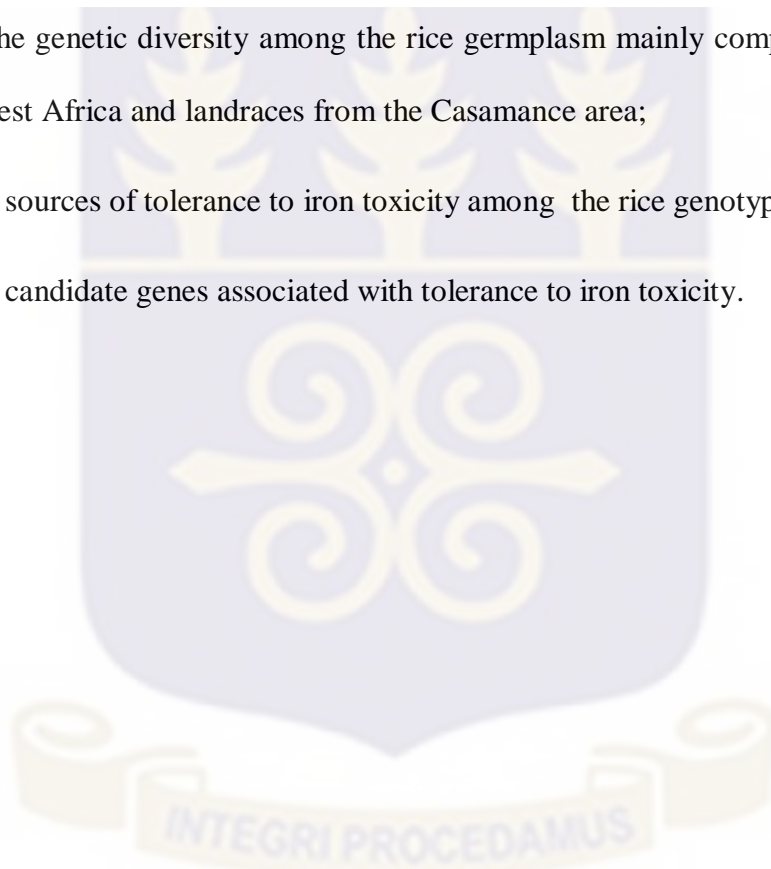 he genetic diversity among the rice germplasm mainly comp
est Africa and landraces from the Casamance area;
sources of tolerance to iron toxicity among the rice genotyp
candidate genes associated with tolerance to iron toxicity.
INTEGRI PROCEDAMUS